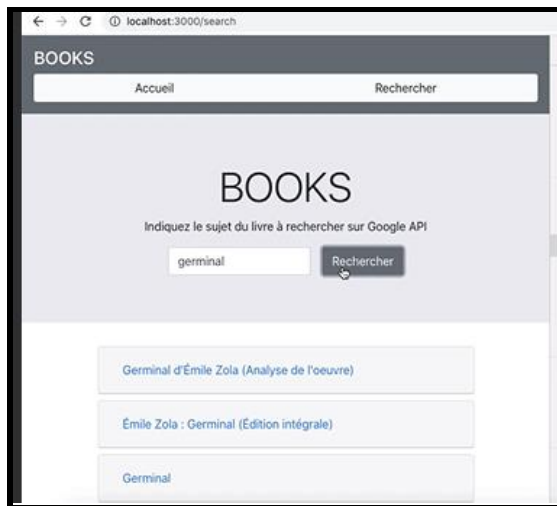 localhost:3000/search
BOOKS
Accueil Rechercher
BOOKS
Indiquez le sujet du livre à rechercher sur Google API
germinal Rechercher
Germinal d'Émile Zola (Analyse de l'oeuvre)
Émile Zola : Germinal (Édition intégrale)
Germinal